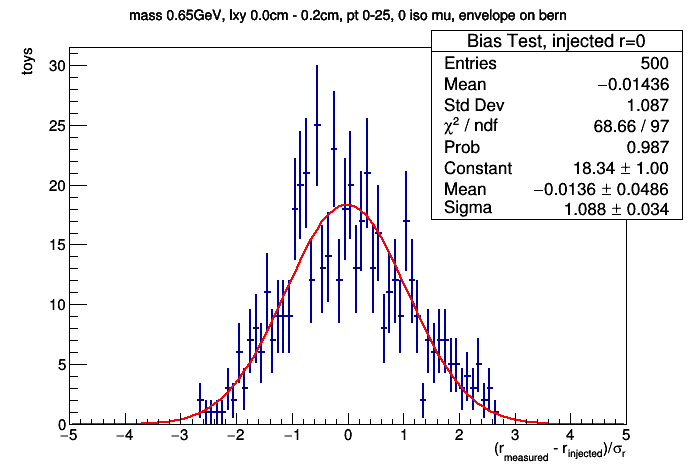 mass 0.65GeV, lxy 0.0cm - 0.2cm, pt 0-25, 0 iso mu, envelope on bern
Bias Test, injected r=0
Entries 500
Mean −0.01436
Std Dev 1.087
χ² / ndf 68.66 / 97
Prob 0.987
Constant 18.34 ± 1.00
Mean −0.0136 ± 0.0486
Sigma 1.088 ± 0.034
toys
30
25
20
15
10
5
0
−5 −4 −3 −2 −1 0 1 2 3 4 5
(r_measured - r_injected)/σ_r